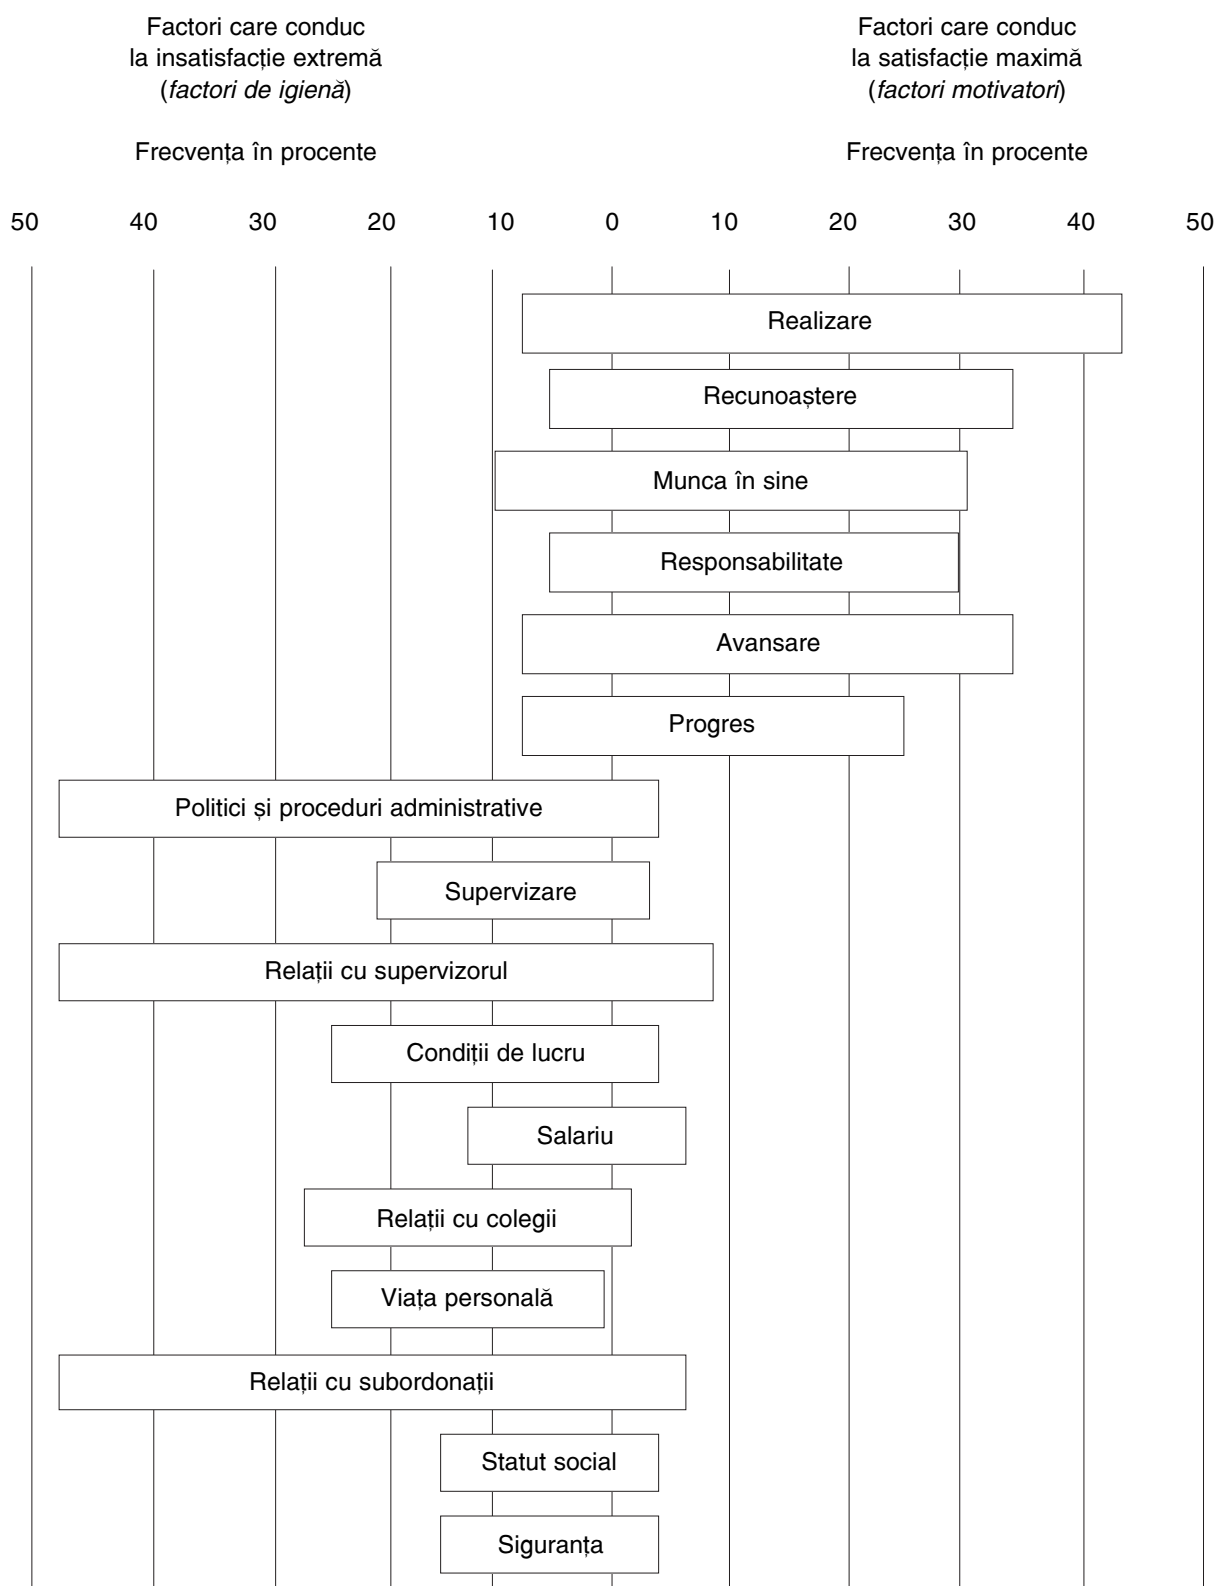 Factori care conduc
la insatisfacție extremă
(factori de igienă)
Frecvența în procente
Factori care conduc
la satisfacție maximă
(factori motivatori)
Frecvența în procente
50 40 30 20 10 0 10 20 30 40 50
Realizare
Recunoaștere
Munca în sine
Responsabilitate
Avansare
Progres
Politici și proceduri administrative
Supervizare
Relații cu supervizorul
Condiții de lucru
Salariu
Relații cu colegii
Viața personală
Relații cu subordonații
Statut social
Siguranța